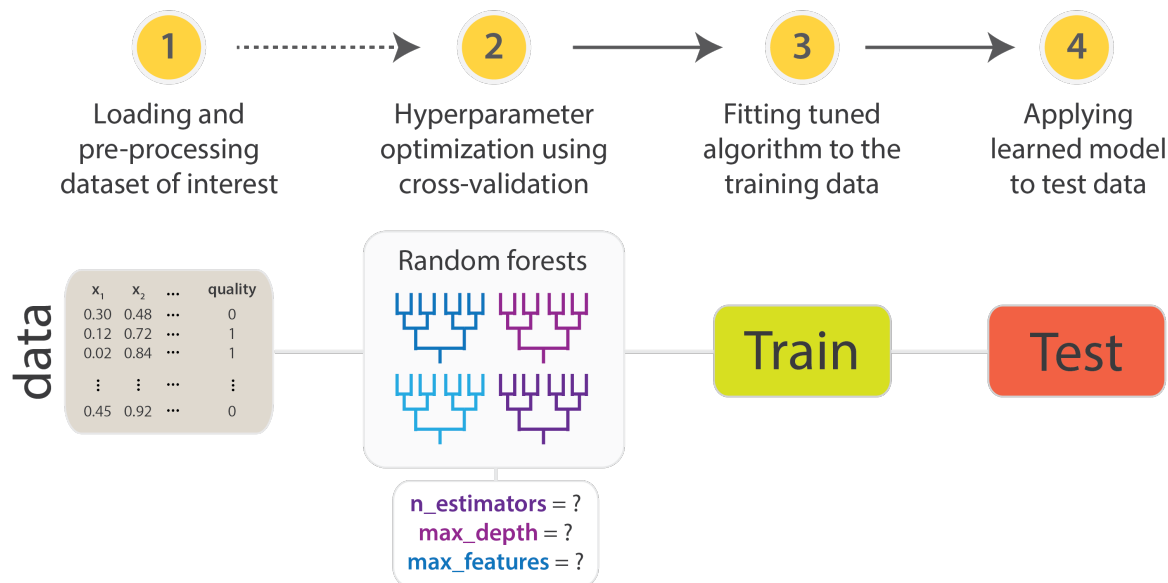 1
2
3
4
Loading and
pre-processing
dataset of interest
Hyperparameter
optimization using
cross-validation
Fitting tuned
algorithm to the
training data
Applying
learned model
to test data
data
x1 x2 ... quality
0.30 0.48 ... 0
0.12 0.72 ... 1
0.02 0.84 ... 1
⋮ ⋮ ... ⋮
0.45 0.92 ... 0
Random forests
n_estimators = ?
max_depth = ?
max_features = ?
Train
Test